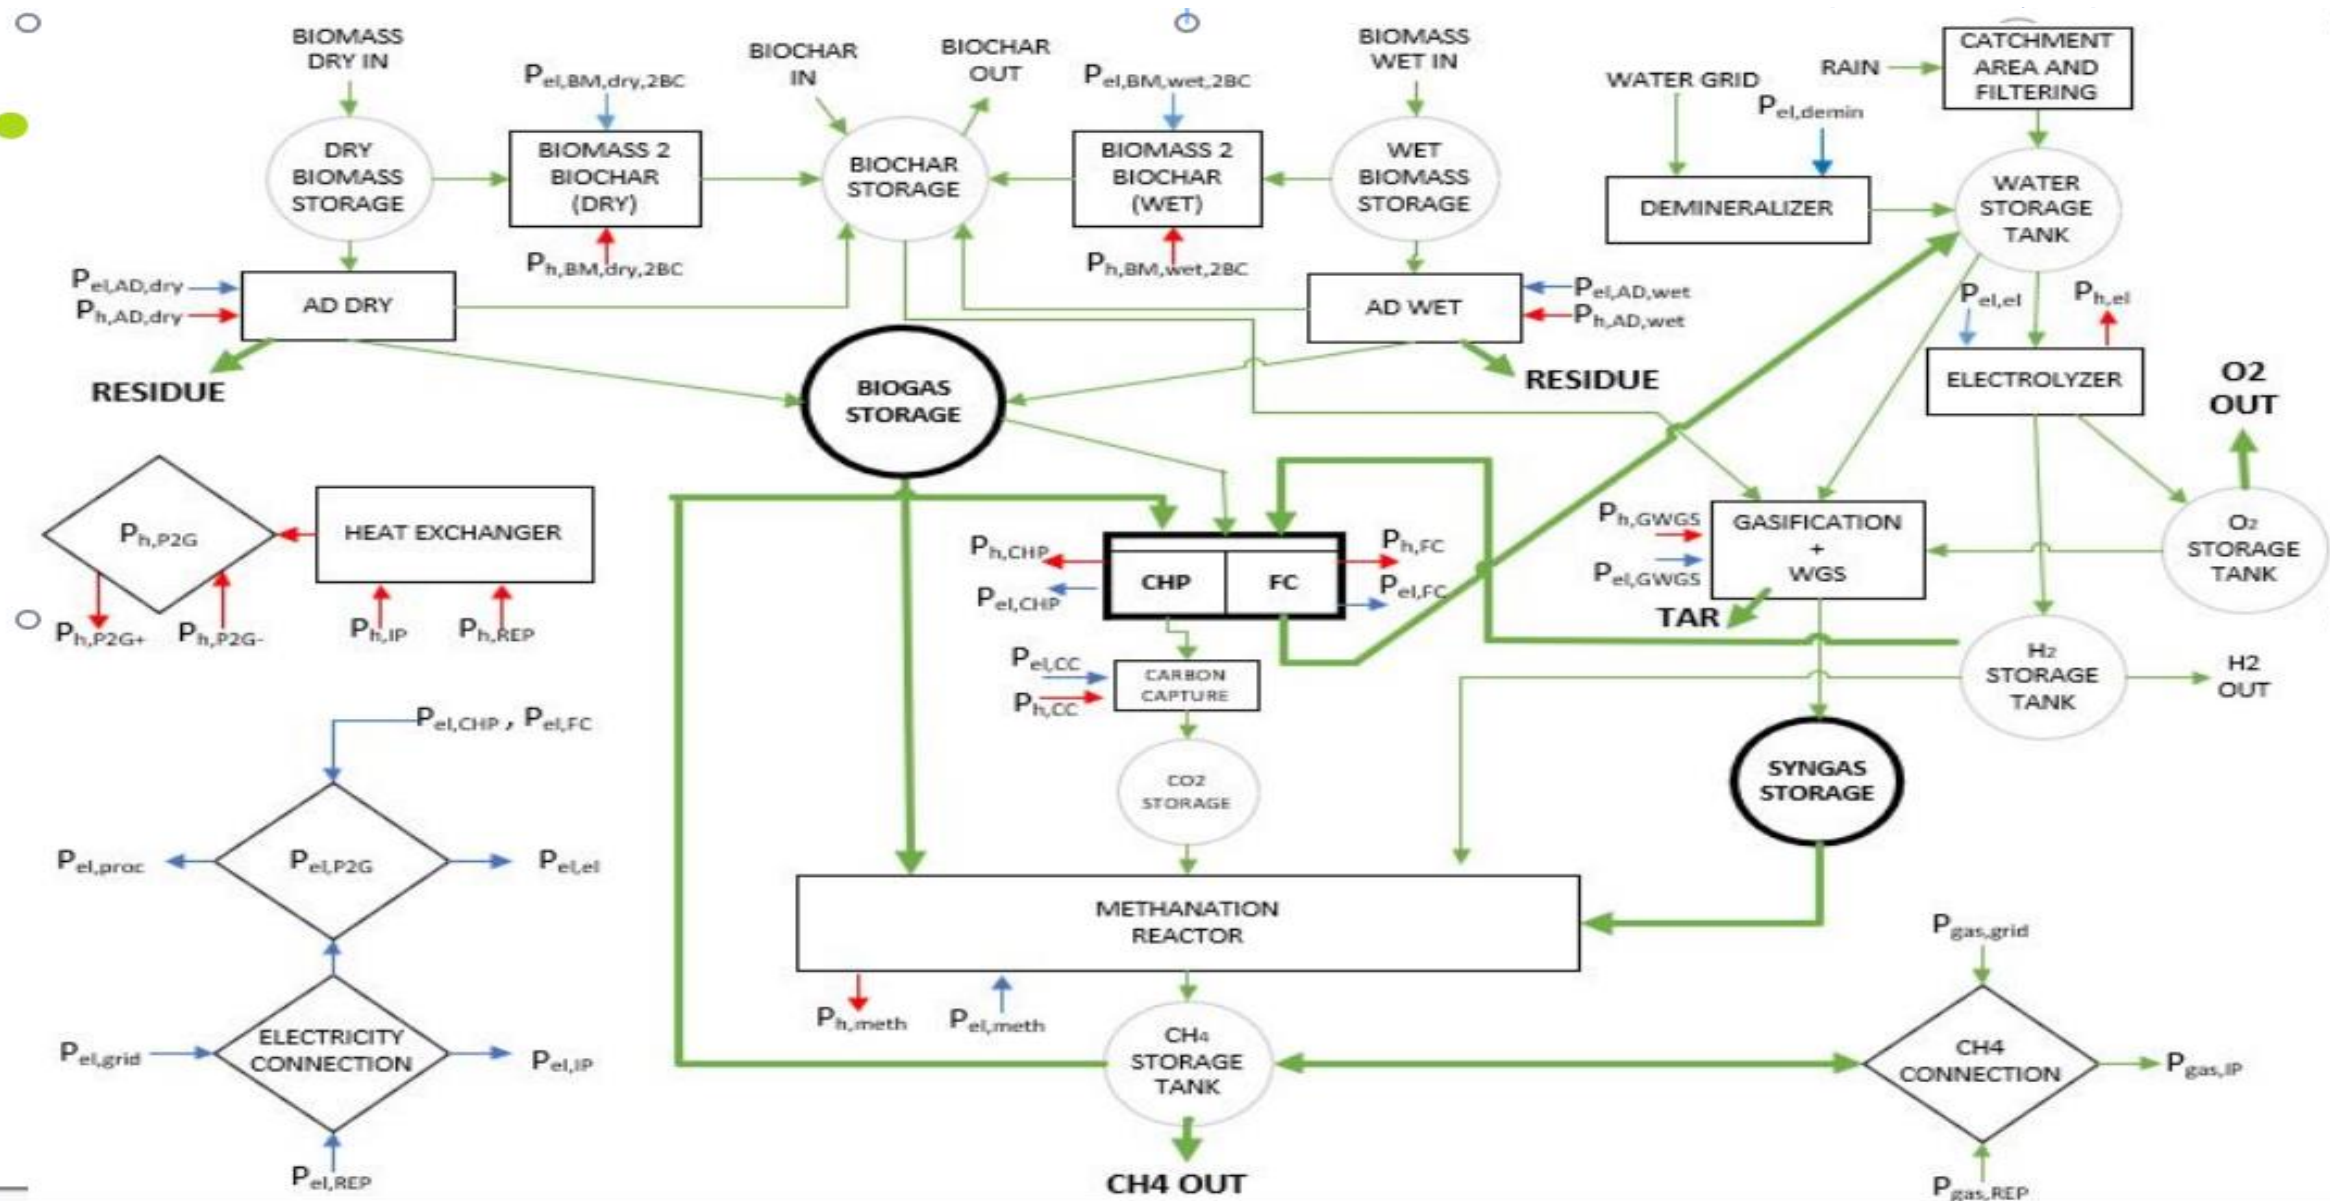 BIOMASS
DRY IN
Pel,BM,dry,2BC
BIOCHAR
IN
BIOCHAR
OUT
Pel,BM,wet,2BC
BIOMASS
WET IN
WATER GRID
Pel,demin
RAIN
CATCHMENT
AREA AND
FILTERING
DRY
BIOMASS
STORAGE
BIOMASS 2
BIOCHAR
(DRY)
BIOCHAR
STORAGE
BIOMASS 2
BIOCHAR
(WET)
WET
BIOMASS
STORAGE
DEMINERALIZER
WATER
STORAGE
TANK
Ph,BM,dry,2BC
Ph,BM,wet,2BC
Pel,AD,dry
Ph,AD,dry
AD DRY
AD WET
Pel,AD,wet
Ph,AD,wet
Pel,el
Ph,el
RESIDUE
BIOGAS
STORAGE
RESIDUE
ELECTROLYZER
O2
OUT
Ph,P2G
HEAT EXCHANGER
Ph,P2G+
Ph,P2G-
Ph,IP
Ph,REP
Ph,CHP
Pel,CHP
CHP
FC
Ph,FC
Pel,FC
Ph,GWGS
Pel,GWGS
GASIFICATION
+
WGS
TAR
O2
STORAGE
TANK
Pel,CC
Ph,CC
CARBON
CAPTURE
H2
STORAGE
TANK
H2
OUT
Pel,CHP , Pel,FC
CO2
STORAGE
SYNGAS
STORAGE
Pel,proc
Pel,P2G
Pel,el
METHANATION
REACTOR
Ph,meth
Pel,meth
Pgas,grid
Pel,grid
ELECTRICITY
CONNECTION
Pel,IP
CH4
STORAGE
TANK
CH4
CONNECTION
Pgas,IP
Pel,REP
CH4 OUT
Pgas,REP